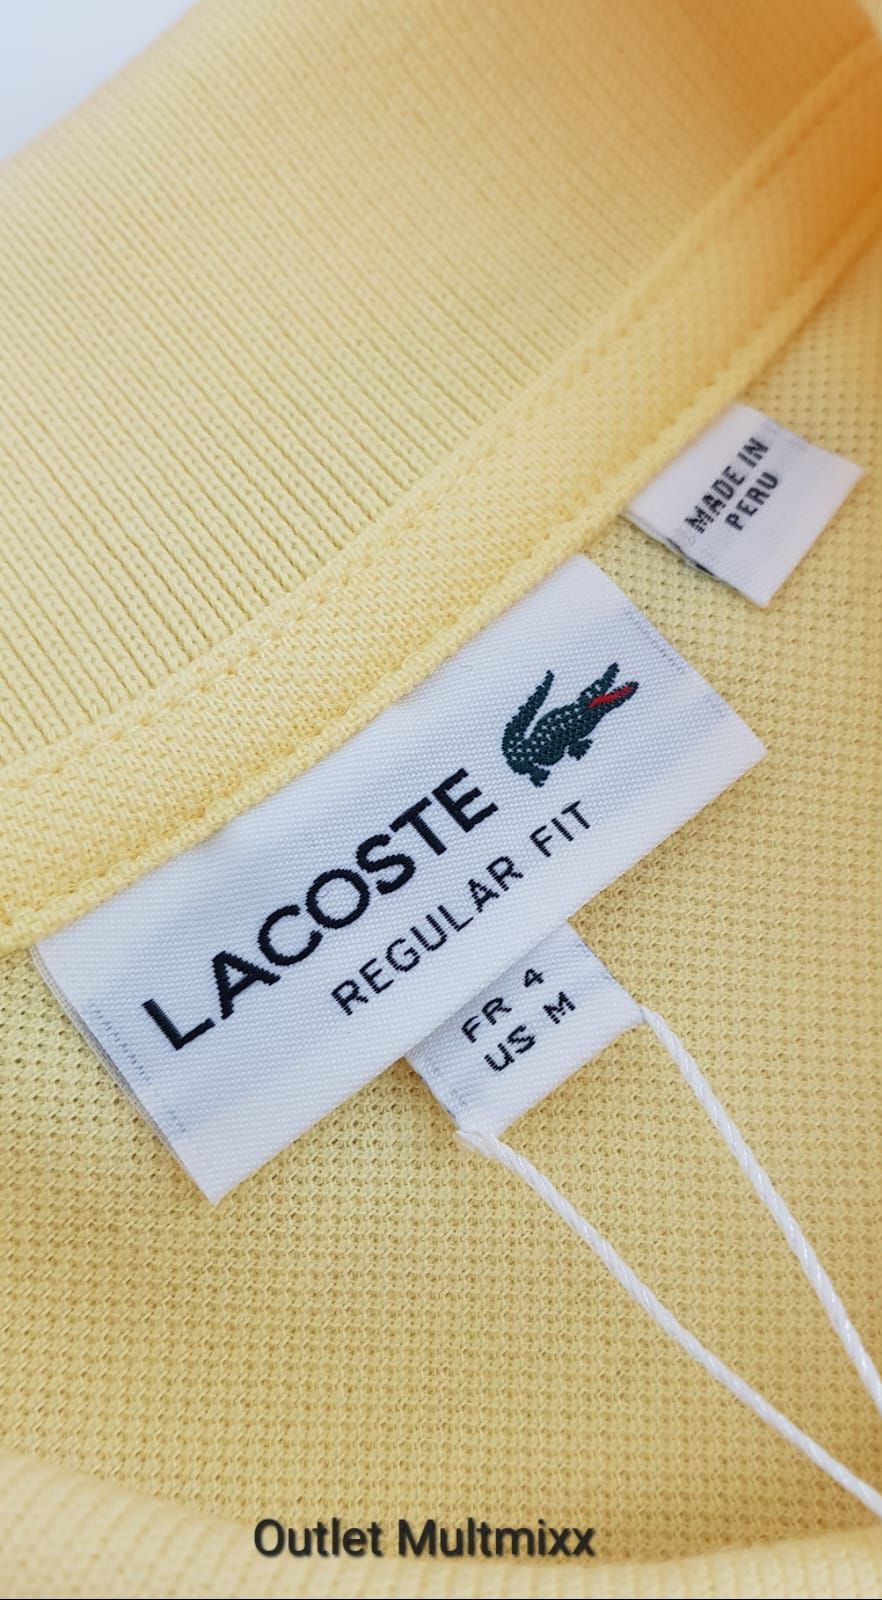 MADE IN
PERU
LACOSTE
REGULAR FIT
FR 4
US M
Outlet Multmixx